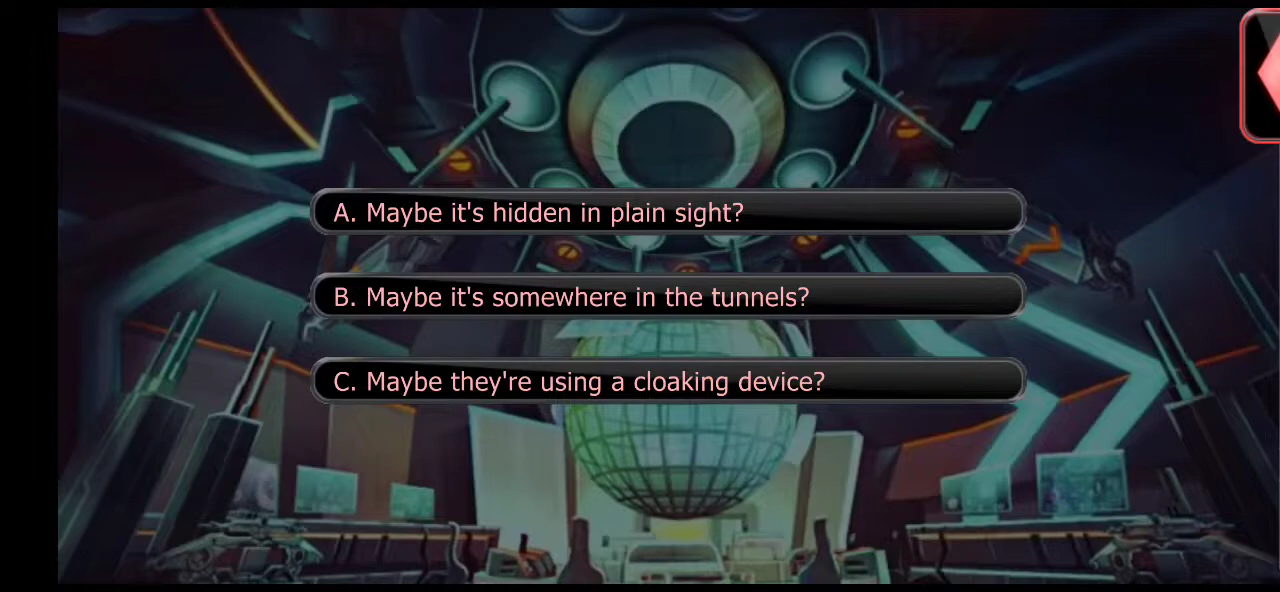 A. Maybe it's hidden in plain sight?
B. Maybe it's somewhere in the tunnels?
C. Maybe they're using a cloaking device?